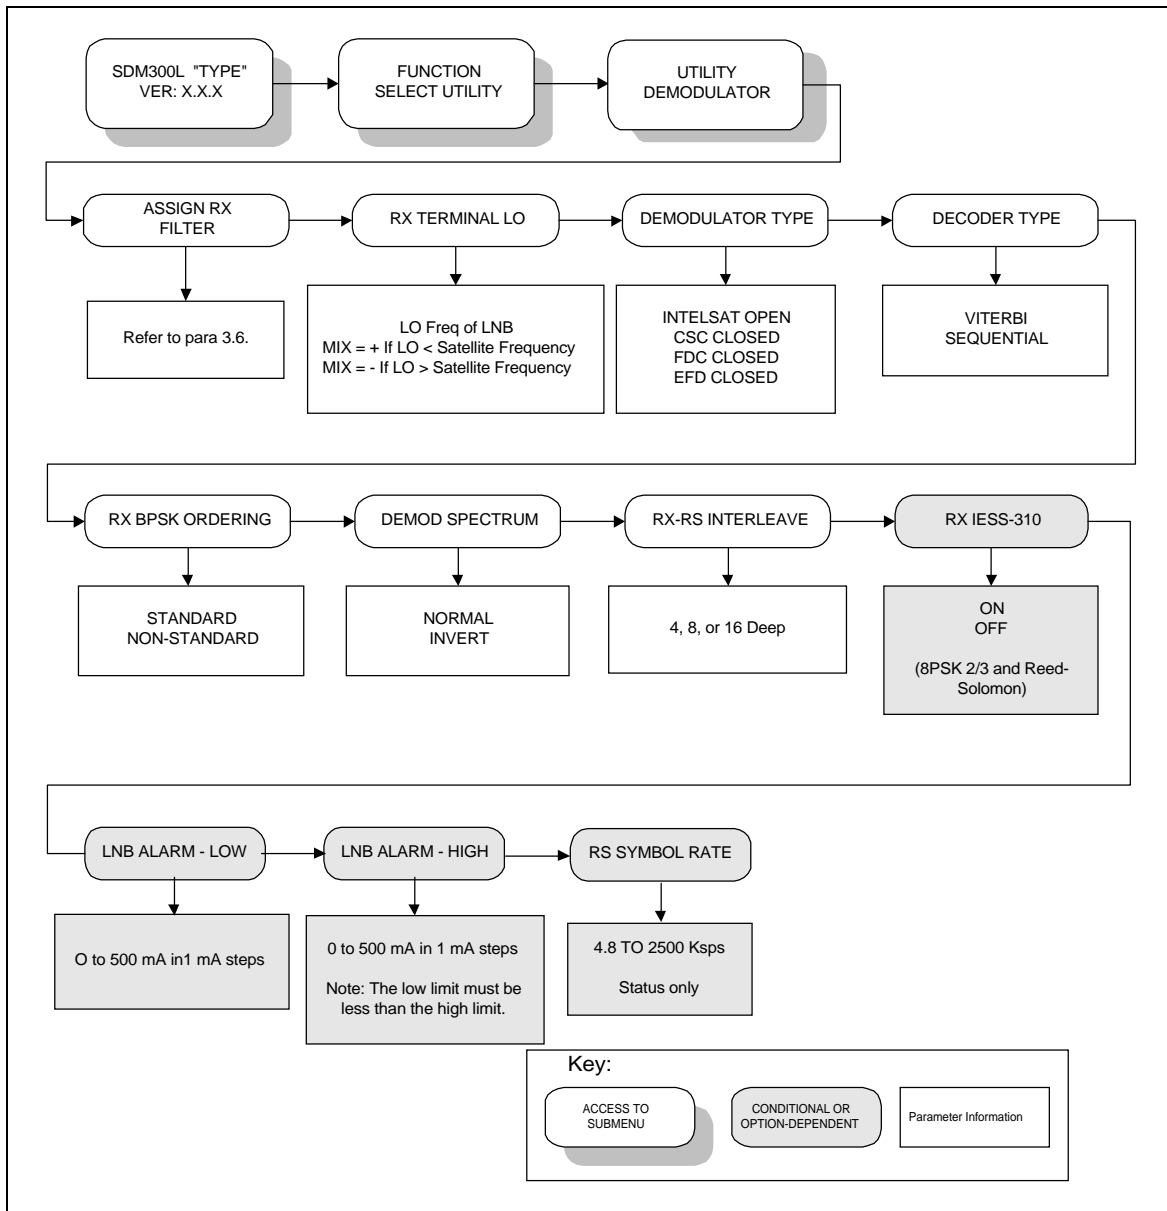 SDM300L "TYPE"
VER: X.X.X
FUNCTION
SELECT UTILITY
UTILITY
DEMODULATOR
ASSIGN RX
FILTER
RX TERMINAL LO
DEMODULATOR TYPE
DECODER TYPE
Refer to para 3.6.
LO Freq of LNB
MIX = + If LO < Satellite Frequency
MIX = - If LO > Satellite Frequency
INTELSAT OPEN
CSC CLOSED
FDC CLOSED
EFD CLOSED
VITERBI
SEQUENTIAL
RX BPSK ORDERING
DEMOD SPECTRUM
RX-RS INTERLEAVE
RX IESS-310
STANDARD
NON-STANDARD
NORMAL
INVERT
4, 8, or 16 Deep
ON
OFF
(8PSK 2/3 and Reed-
Solomon)
LNB ALARM - LOW
LNB ALARM - HIGH
RS SYMBOL RATE
O to 500 mA in1 mA steps
0 to 500 mA in 1 mA steps
Note: The low limit must be
less than the high limit.
4.8 TO 2500 Ksps
Status only
Key:
ACCESS TO
SUBMENU
CONDITIONAL OR
OPTION-DEPENDENT
Parameter Information